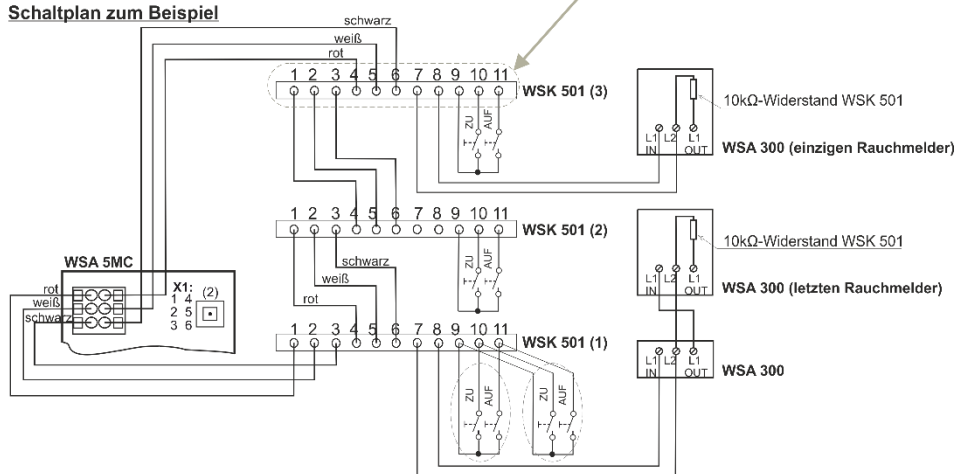 Schaltplan zum Beispiel
schwarz
weiß
rot
1 2 3 4 5 6 7 8 9 10 11
WSK 501 (3)
ZU AUF
10kΩ-Widerstand WSK 501
L1 L2 L1
IN OUT
WSA 300 (einzigen Rauchmelder)
1 2 3 4 5 6 7 8 9 10 11
WSK 501 (2)
schwarz
weiß
rot
ZU AUF
10kΩ-Widerstand WSK 501
L1 L2 L1
IN OUT
WSA 300 (letzten Rauchmelder)
WSA 5MC
rot
weiß
schwarz
X1:
1 4
2 5
3 6
(2)
1 2 3 4 5 6 7 8 9 10 11
WSK 501 (1)
ZU AUF
ZU AUF
L1 L2 L1
IN OUT
WSA 300